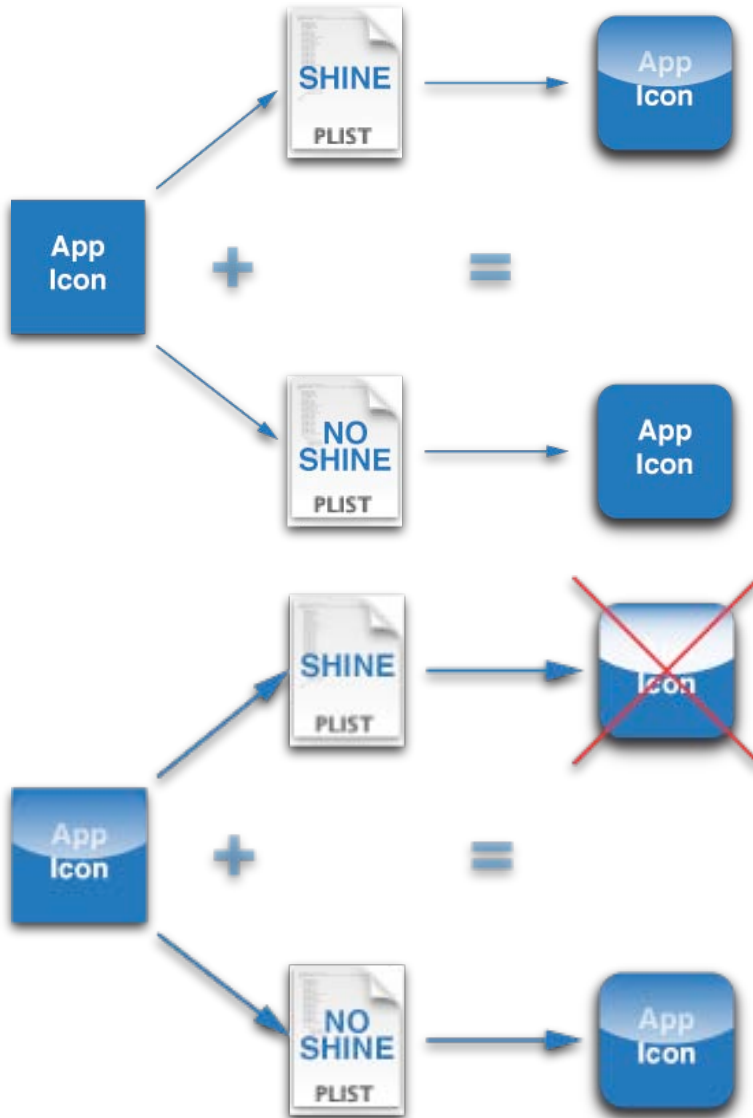 SHINE
PLIST
App
Icon
App
Icon
+
=
NO
SHINE
PLIST
App
Icon
SHINE
PLIST
Icon
App
Icon
+
=
NO
SHINE
PLIST
App
Icon